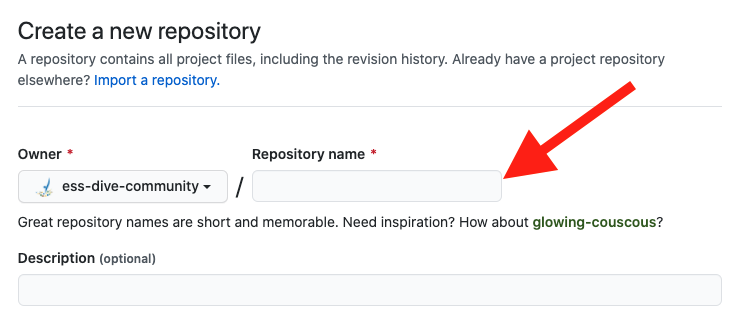 Create a new repository
A repository contains all project files, including the revision history. Already have a project repository
elsewhere? Import a repository.
Owner * Repository name *
ess-dive-community /
Great repository names are short and memorable. Need inspiration? How about glowing-couscous?
Description (optional)